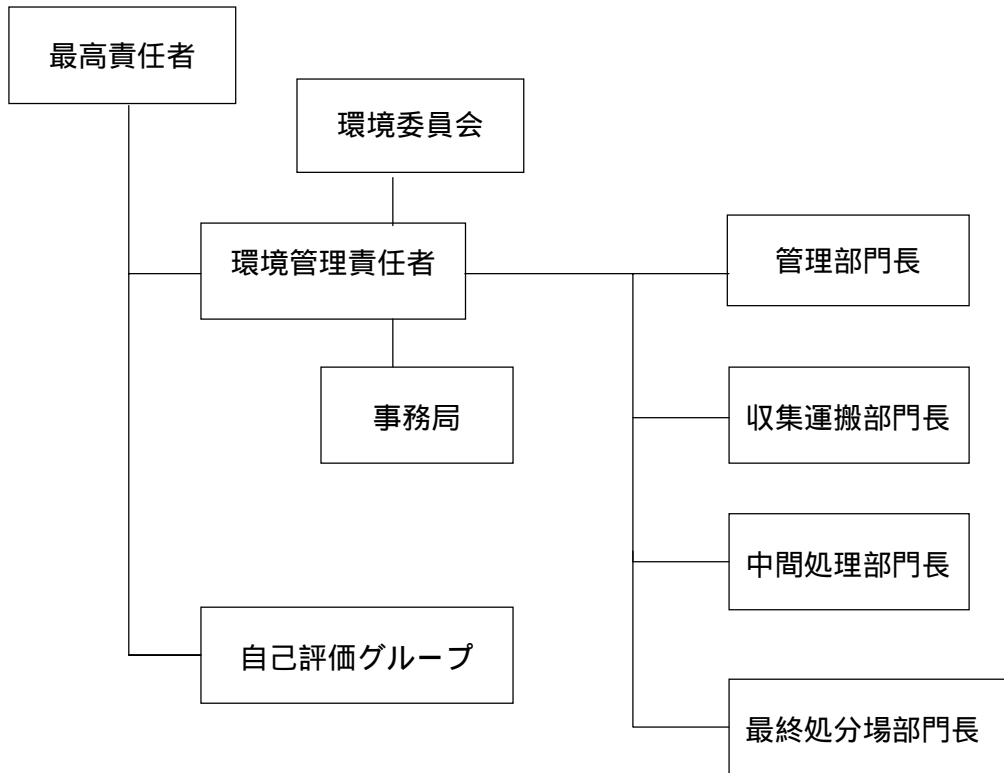 最高責任者
環境委員会
環境管理責任者
管理部門長
事務局
収集運搬部門長
中間処理部門長
自己評価グループ
最終処分場部門長